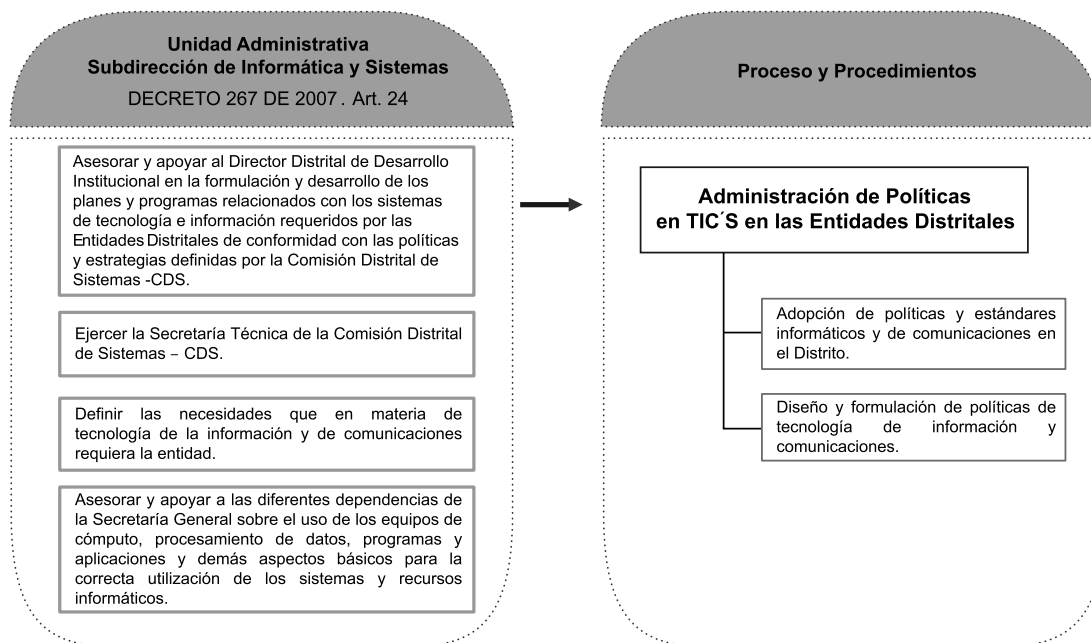 Unidad Administrativa
Subdirección de Informática y Sistemas
DECRETO 267 DE 2007 . Art. 24
Asesorar y apoyar al Director Distrital de Desarrollo
Institucional en la formulación y desarrollo de los
planes y programas relacionados con los sistemas
de tecnología e información requeridos por las
Entidades Distritales de conformidad con las políticas
y estrategias definidas por la Comisión Distrital de
Sistemas -CDS.
Ejercer la Secretaría Técnica de la Comisión Distrital
de Sistemas – CDS.
Definir las necesidades que en materia de
tecnología de la información y de comunicaciones
requiera la entidad.
Asesorar y apoyar a las diferentes dependencias de
la Secretaría General sobre el uso de los equipos de
cómputo, procesamiento de datos, programas y
aplicaciones y demás aspectos básicos para la
correcta utilización de los sistemas y recursos
informáticos.
Proceso y Procedimientos
Administración de Políticas
en TIC´S en las Entidades Distritales
Adopción de políticas y estándares
informáticos y de comunicaciones en
el Distrito.
Diseño y formulación de políticas de
tecnología de información y
comunicaciones.